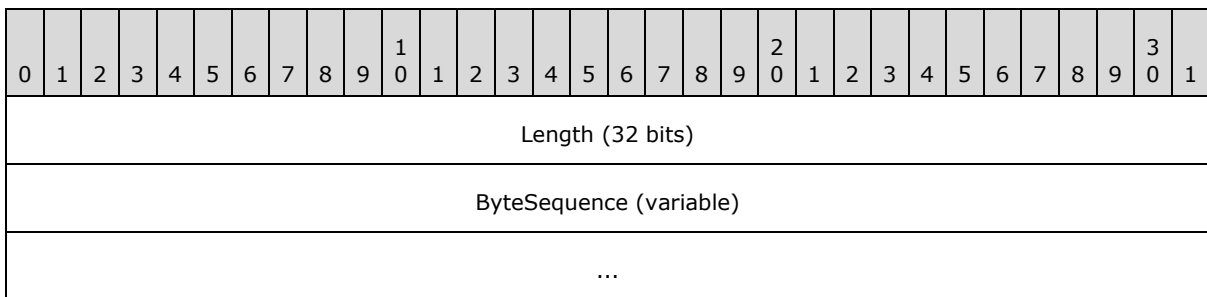 1 2 3
0 1 2 3 4 5 6 7 8 9 0 1 2 3 4 5 6 7 8 9 0 1 2 3 4 5 6 7 8 9 0 1
Length (32 bits)
ByteSequence (variable)
...